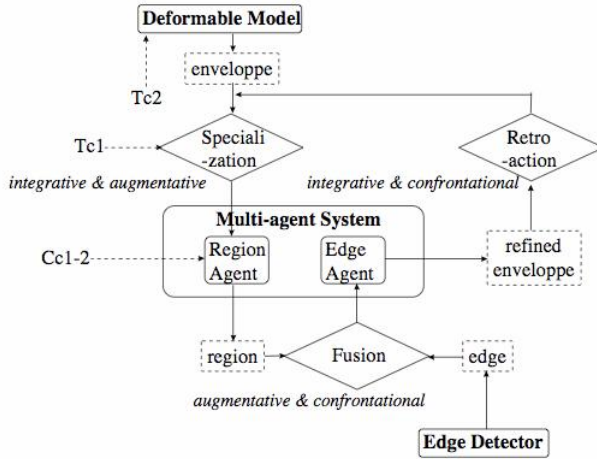 Deformable Model
enveloppe
Tc2
Tc1
Speciali
-zation
Retro
-action
integrative & augmentative
integrative & confrontational
Multi-agent System
Cc1-2
Region
Agent
Edge
Agent
refined
enveloppe
region
Fusion
edge
augmentative & confrontational
Edge Detector